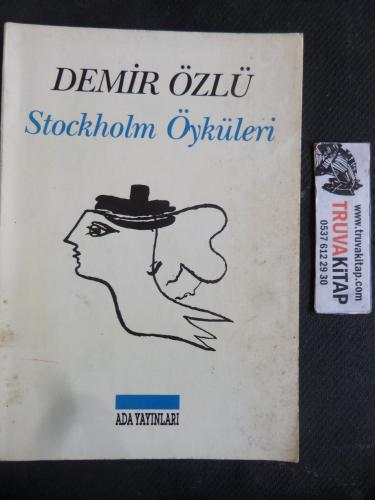 DEMİR ÖZLÜ
Stockholm Öyküleri
ADA YAYINLARI
www.truvakitap.com
TRUVAKİTAP
0537 612 29 30